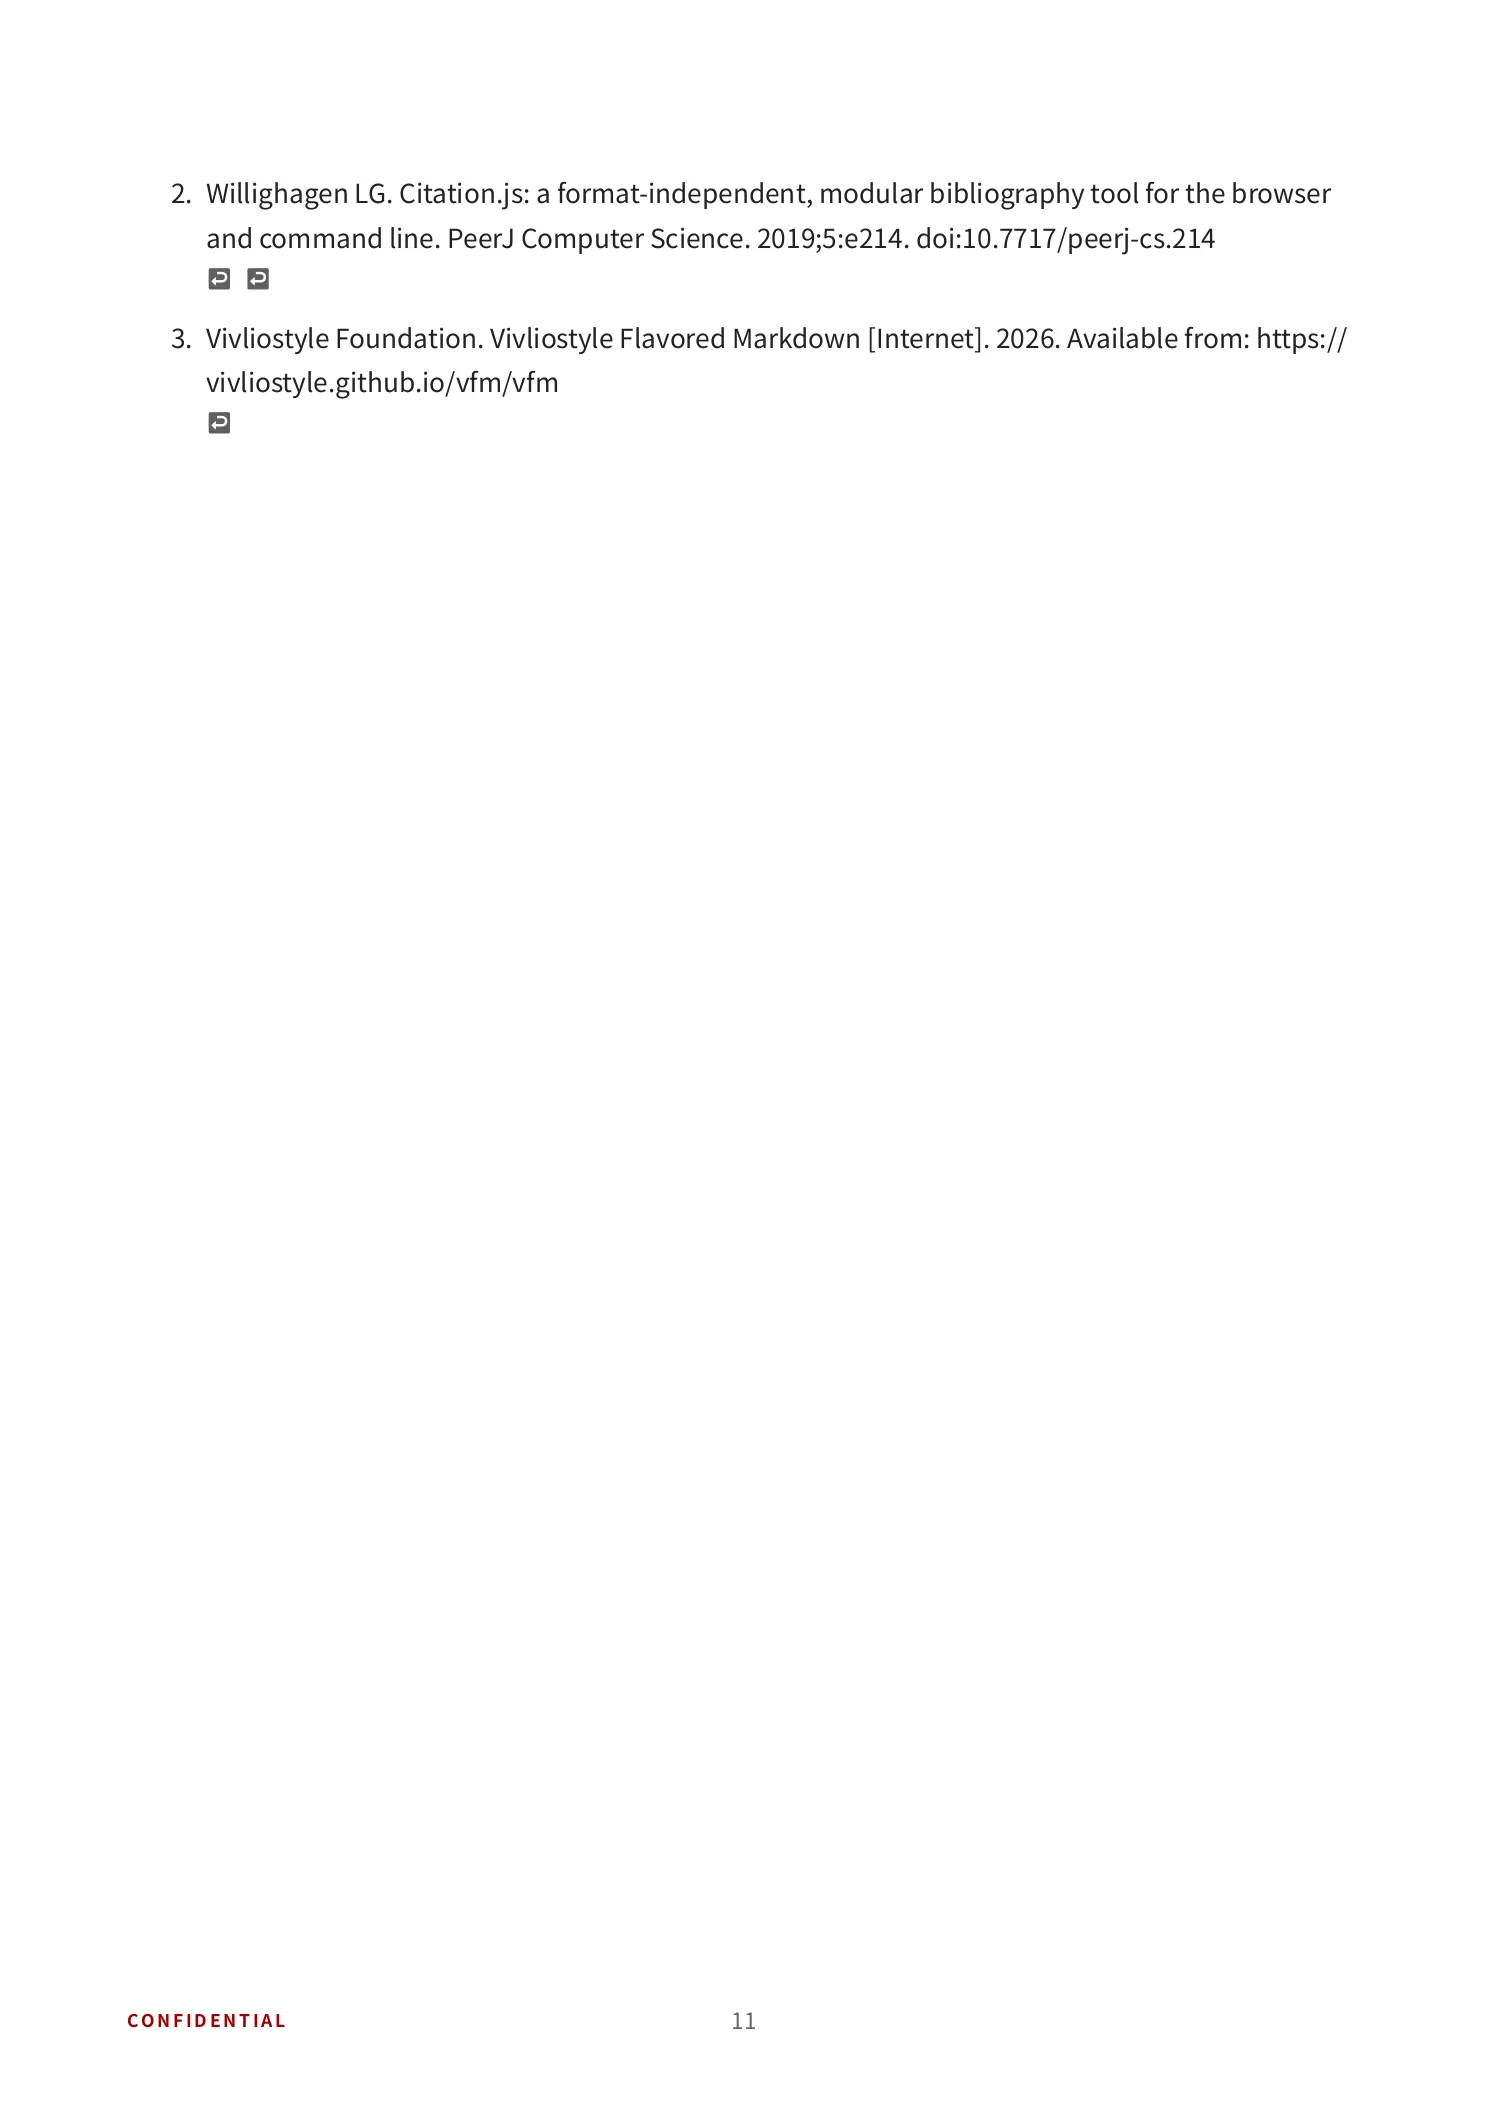 2. Willighagen LG. Citation.js: a format-independent, modular bibliography tool for the browser
and command line. PeerJ Computer Science. 2019;5:e214. doi:10.7717/peerj-cs.214
↩ ↩
3. Vivliostyle Foundation. Vivliostyle Flavored Markdown [Internet]. 2026. Available from: https://
vivliostyle.github.io/vfm/vfm
↩
CONFIDENTIAL
11